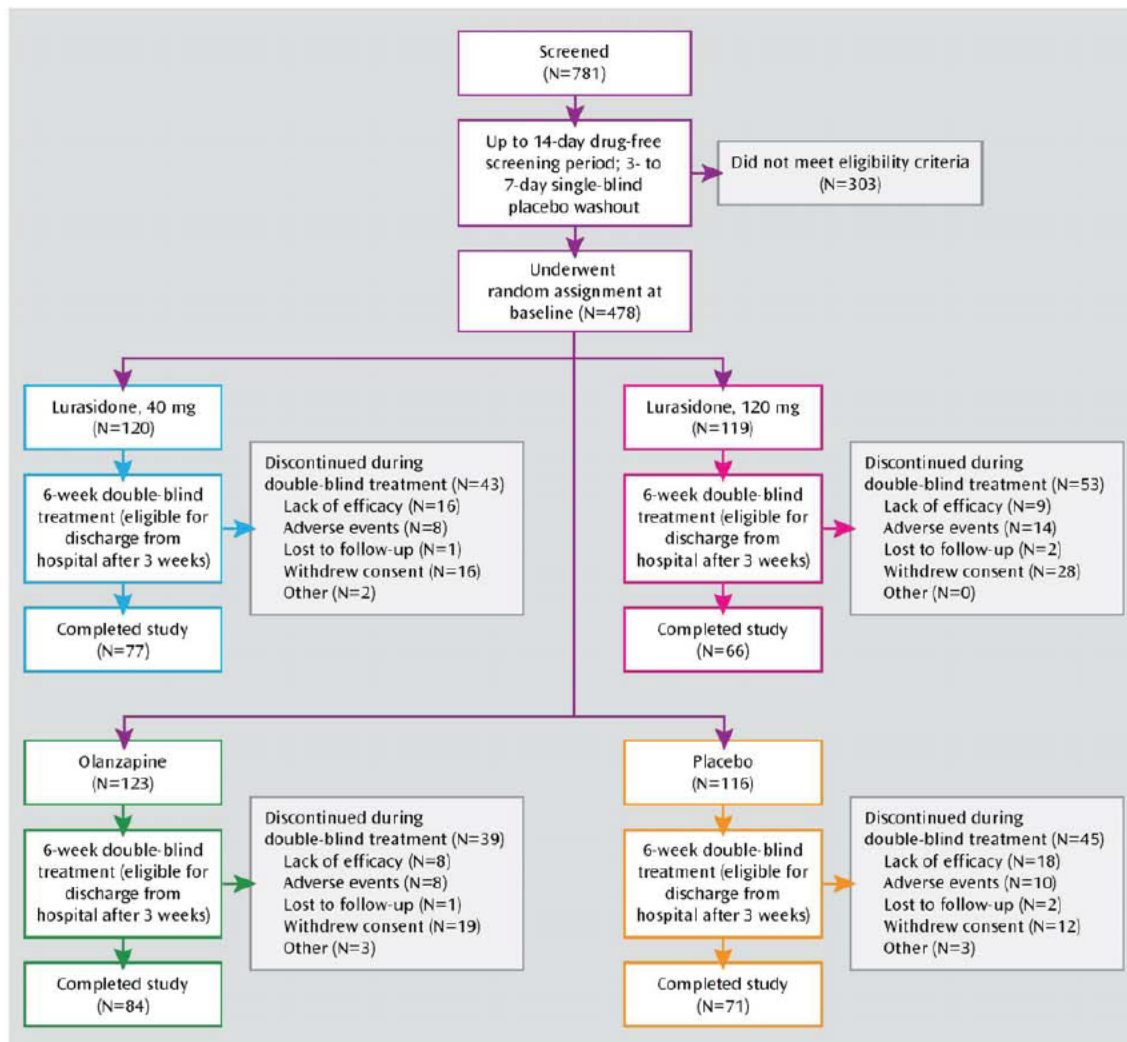 Screened
(N=781)
Up to 14-day drug-free
screening period; 3- to
7-day single-blind
placebo washout
Did not meet eligibility criteria
(N=303)
Underwent
random assignment at
baseline (N=478)
Lurasidone, 40 mg
(N=120)
6-week double-blind
treatment (eligible for
discharge from
hospital after 3 weeks)
Discontinued during
double-blind treatment (N=43)
Lack of efficacy (N=16)
Adverse events (N=8)
Lost to follow-up (N=1)
Withdrew consent (N=16)
Other (N=2)
Completed study
(N=77)
Lurasidone, 120 mg
(N=119)
6-week double-blind
treatment (eligible for
discharge from
hospital after 3 weeks)
Discontinued during
double-blind treatment (N=53)
Lack of efficacy (N=9)
Adverse events (N=14)
Lost to follow-up (N=2)
Withdrew consent (N=28)
Other (N=0)
Completed study
(N=66)
Olanzapine
(N=123)
6-week double-blind
treatment (eligible for
discharge from
hospital after 3 weeks)
Discontinued during
double-blind treatment (N=39)
Lack of efficacy (N=8)
Adverse events (N=8)
Lost to follow-up (N=1)
Withdrew consent (N=19)
Other (N=3)
Completed study
(N=84)
Placebo
(N=116)
6-week double-blind
treatment (eligible for
discharge from
hospital after 3 weeks)
Discontinued during
double-blind treatment (N=45)
Lack of efficacy (N=18)
Adverse events (N=10)
Lost to follow-up (N=2)
Withdrew consent (N=12)
Other (N=3)
Completed study
(N=71)